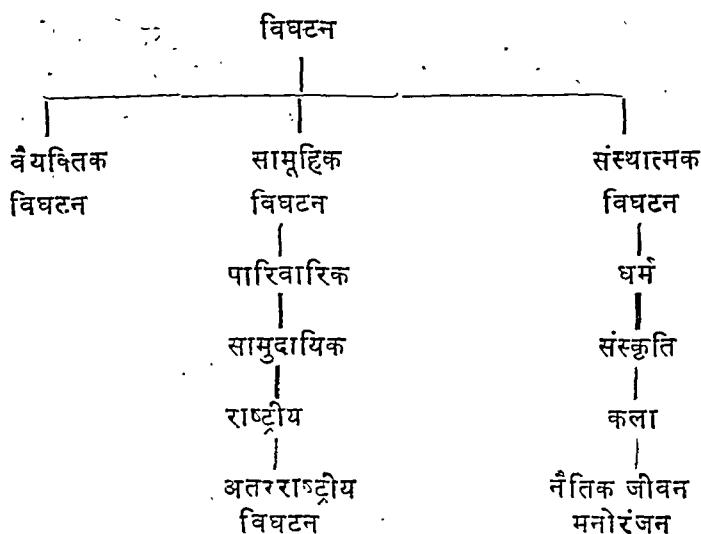 विघटन
वैयक्तिक सामूहिक संस्थात्मक
विघटन विघटन विघटन
पारिवारिक धर्म
सामुदायिक संस्कृति
राष्ट्रीय कला
अतरराष्ट्रीय नैतिक जीवन
विघटन मनोरंजन